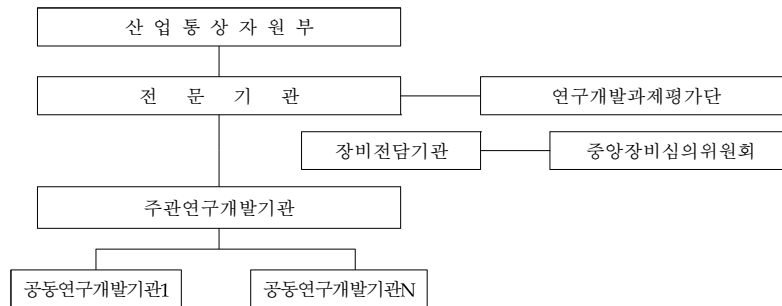 산 업 통 상 자 원 부
전 문 기 관
연구개발과제평가단
장비전담기관
중앙장비심의위원회
주관연구개발기관
공동연구개발기관1
공동연구개발기관N